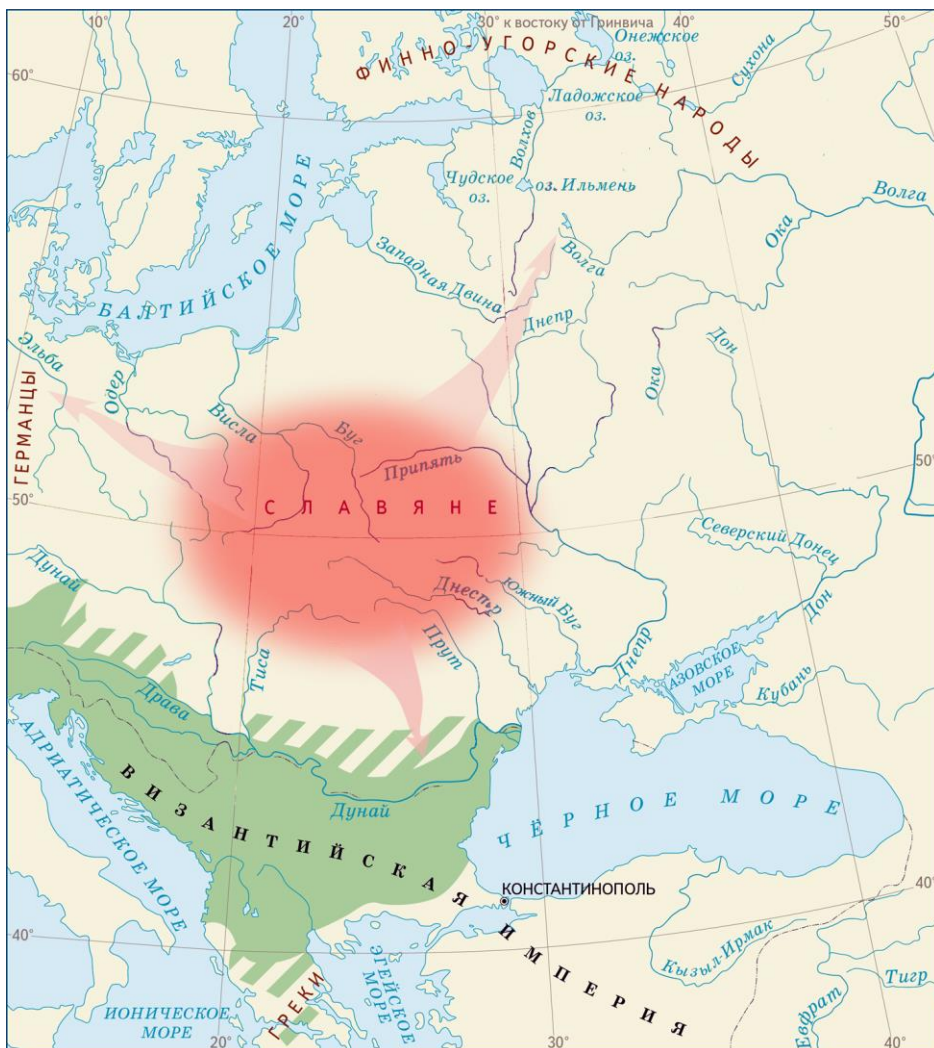 10°
20°
30° к востоку от Гринвича
40°
50°
Онежское
оз.
Сухона
ФИННО-УГОРСКИЕ НАРОДЫ
60°
Ладожское
оз.
Волхов
Чудское
оз.
оз. Ильмень
Волга
Ока
БАЛТИЙСКОЕ МОРЕ
Западная Двина
Волга
Днепр
Дон
Эльба
Одер
Ока
ГЕРМАНЦЫ
Висла
Буг
Припять
50°
50°
СЛАВЯНЕ
Северский Донец
Дунай
Днестр
Южный Буг
Дон
Тиса
Прут
Днепр
АЗОВСКОЕ
МОРЕ
Кубань
Драва
АДРИАТИЧЕСКОЕ МОРЕ
ВИЗАНТИЙСКАЯ ИМПЕРИЯ
Дунай
ЧЁРНОЕ МОРЕ
КОНСТАНТИНОПОЛЬ
40°
40°
ЭГЕЙСКОЕ
МОРЕ
Кызыл-Ирмак
Тигр
Евфрат
ГРЕКИ
ИОНИЧЕСКОЕ
МОРЕ
20°
30°
40°